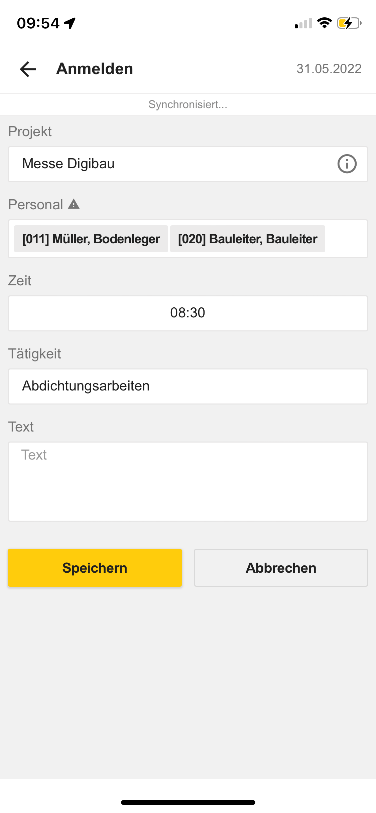 09:54
Anmelden
31.05.2022
Synchronisiert...
Projekt
Messe Digibau
Personal
[011] Müller, Bodenleger [020] Bauleiter, Bauleiter
Zeit
08:30
Tätigkeit
Abdichtungsarbeiten
Text
Text
Speichern
Abbrechen